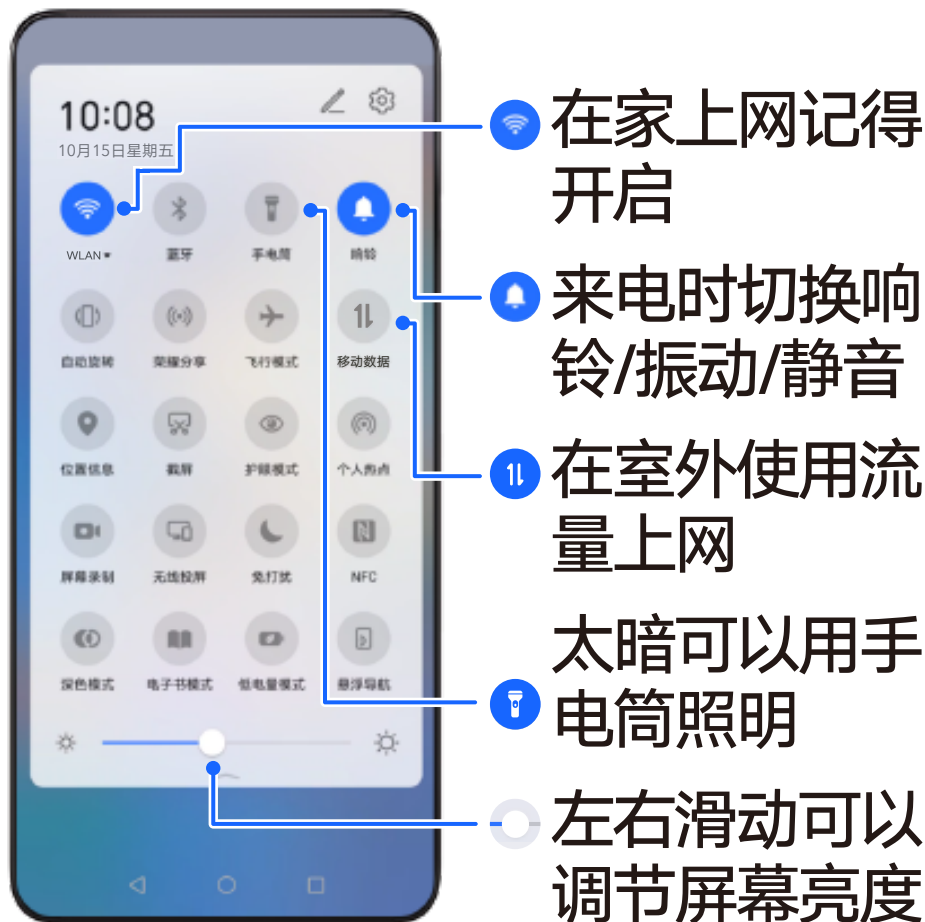 10:08
10月15日星期五
WLAN
蓝牙
手电筒
响铃
自动旋转
荣耀分享
飞行模式
移动数据
位置信息
截屏
护眼模式
个人热点
屏幕录制
无线投屏
免打扰
NFC
深色模式
电子书模式
低电量模式
悬浮导航
在家上网记得
开启
来电时切换响
铃/振动/静音
在室外使用流
量上网
太暗可以用手
电筒照明
左右滑动可以
调节屏幕亮度